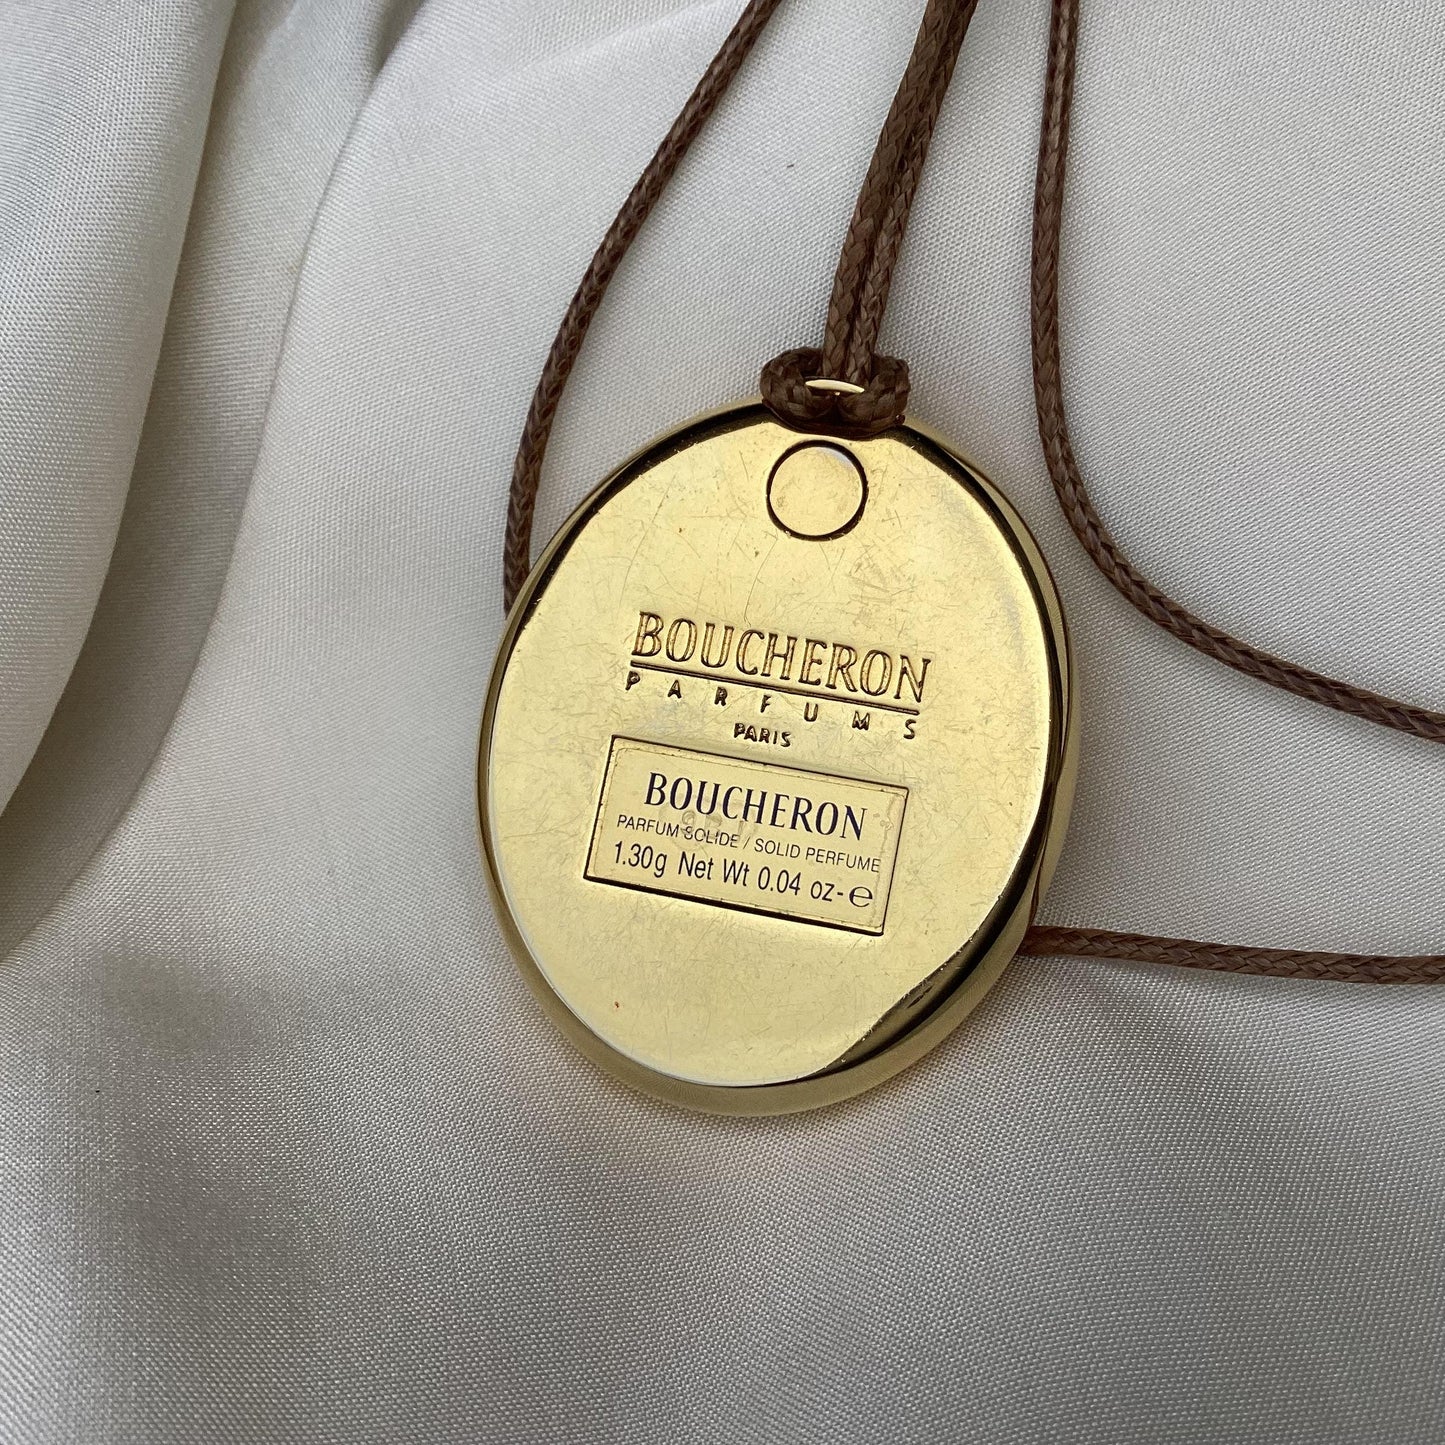 BOUCHERON
PARFUMS
PARIS
BOUCHERON
PARFUM SOLIDE / SOLID PERFUME
1.30g Net Wt 0.04 oz-℮